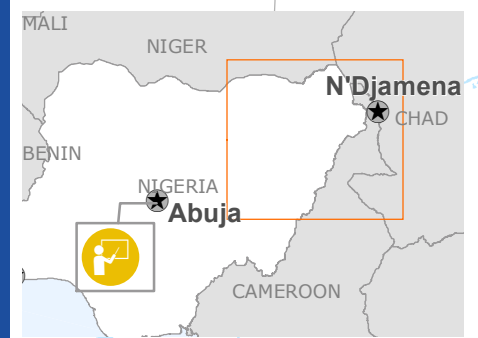 MALI
NIGER
N'Djamena
CHAD
BENIN
NIGERIA
Abuja
CAMEROON